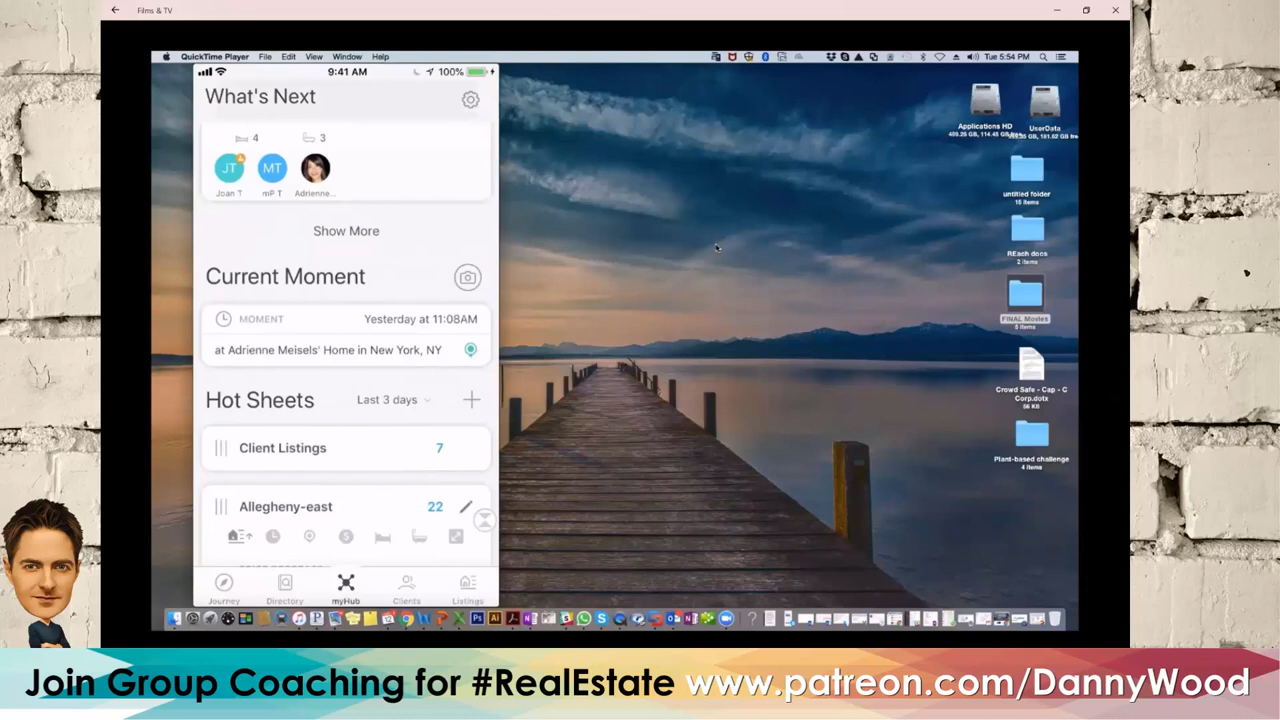 Films & TV
QuickTime Player File Edit View Window Help
Tue 5:54 PM
9:41 AM
100%
What's Next
4
3
JT
MT
Joan T
mP T
Adrienne...
Show More
Current Moment
MOMENT
Yesterday at 11:08AM
at Adrienne Meisels' Home in New York, NY
Hot Sheets
Last 3 days
Client Listings
7
Allegheny-east
22
Journey
Directory
myHub
Clients
Listings
Applications HD
UserData
untitled folder
REach docs
2 items
FINAL Movies
Crowd Safe - Cap - C
Corp.dotx
56 KB
Plant-based challenge
4 items
Join Group Coaching for #RealEstate www.patreon.com/DannyWood